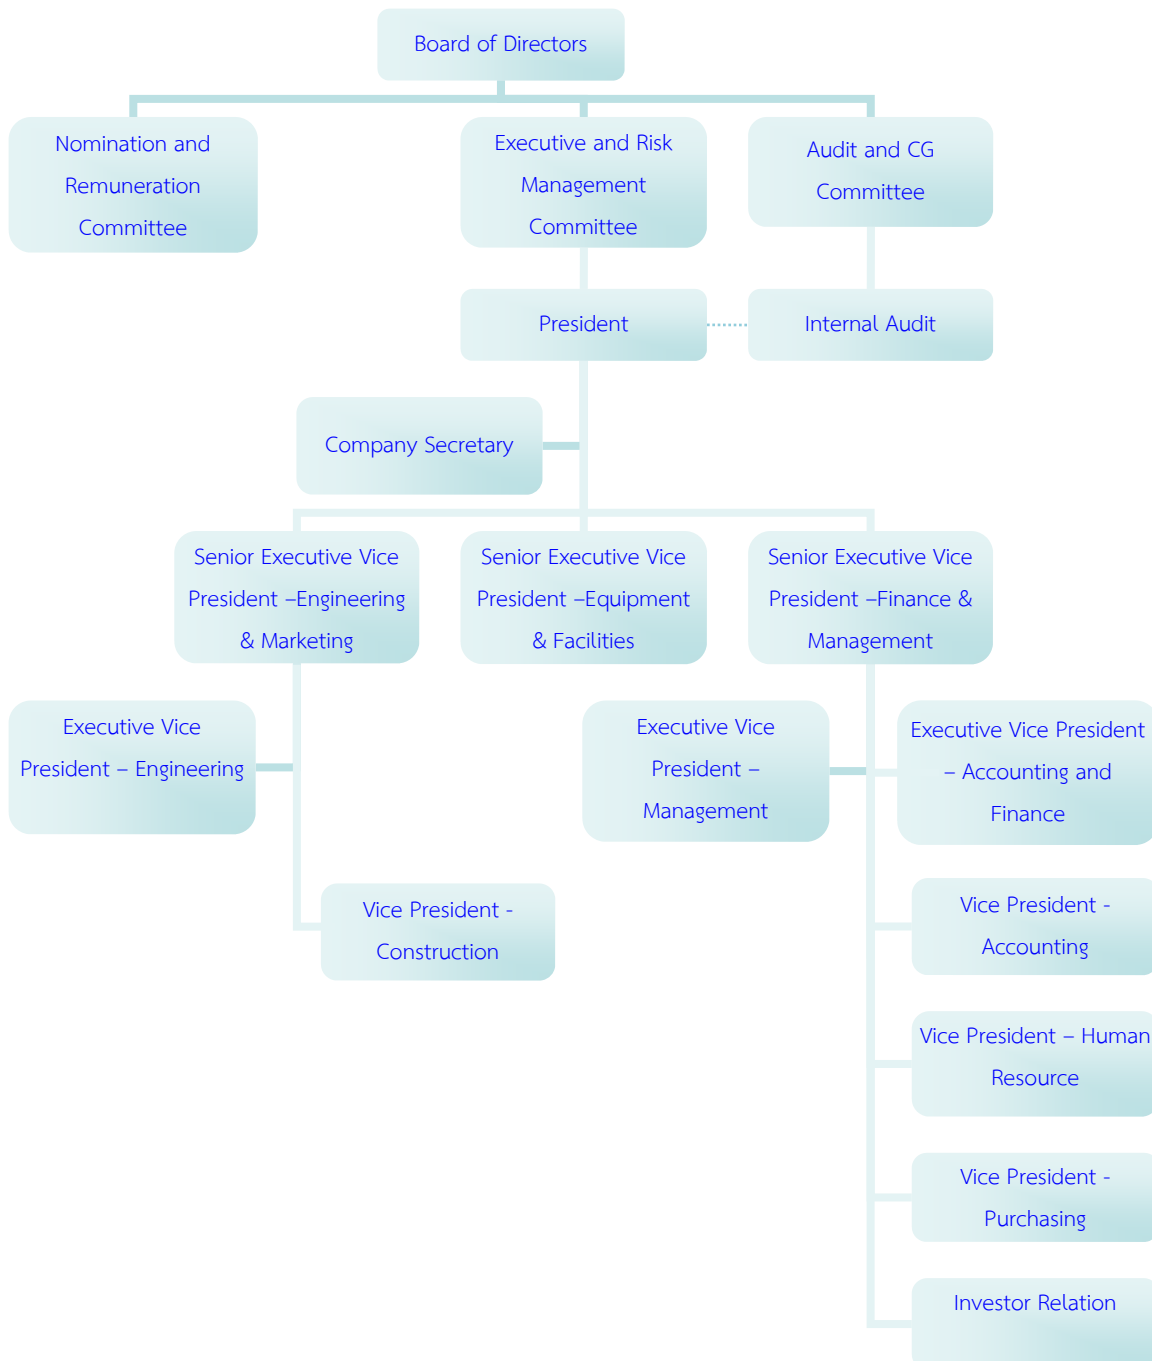 Board of Directors
Nomination and
Remuneration
Committee
Executive and Risk
Management
Committee
Audit and CG
Committee
President
Internal Audit
Company Secretary
Senior Executive Vice
President –Engineering
& Marketing
Senior Executive Vice
President –Equipment
& Facilities
Senior Executive Vice
President –Finance &
Management
Executive Vice
President – Engineering
Executive Vice
President –
Management
Executive Vice President
– Accounting and
Finance
Vice President -
Construction
Vice President -
Accounting
Vice President – Human
Resource
Vice President -
Purchasing
Investor Relation